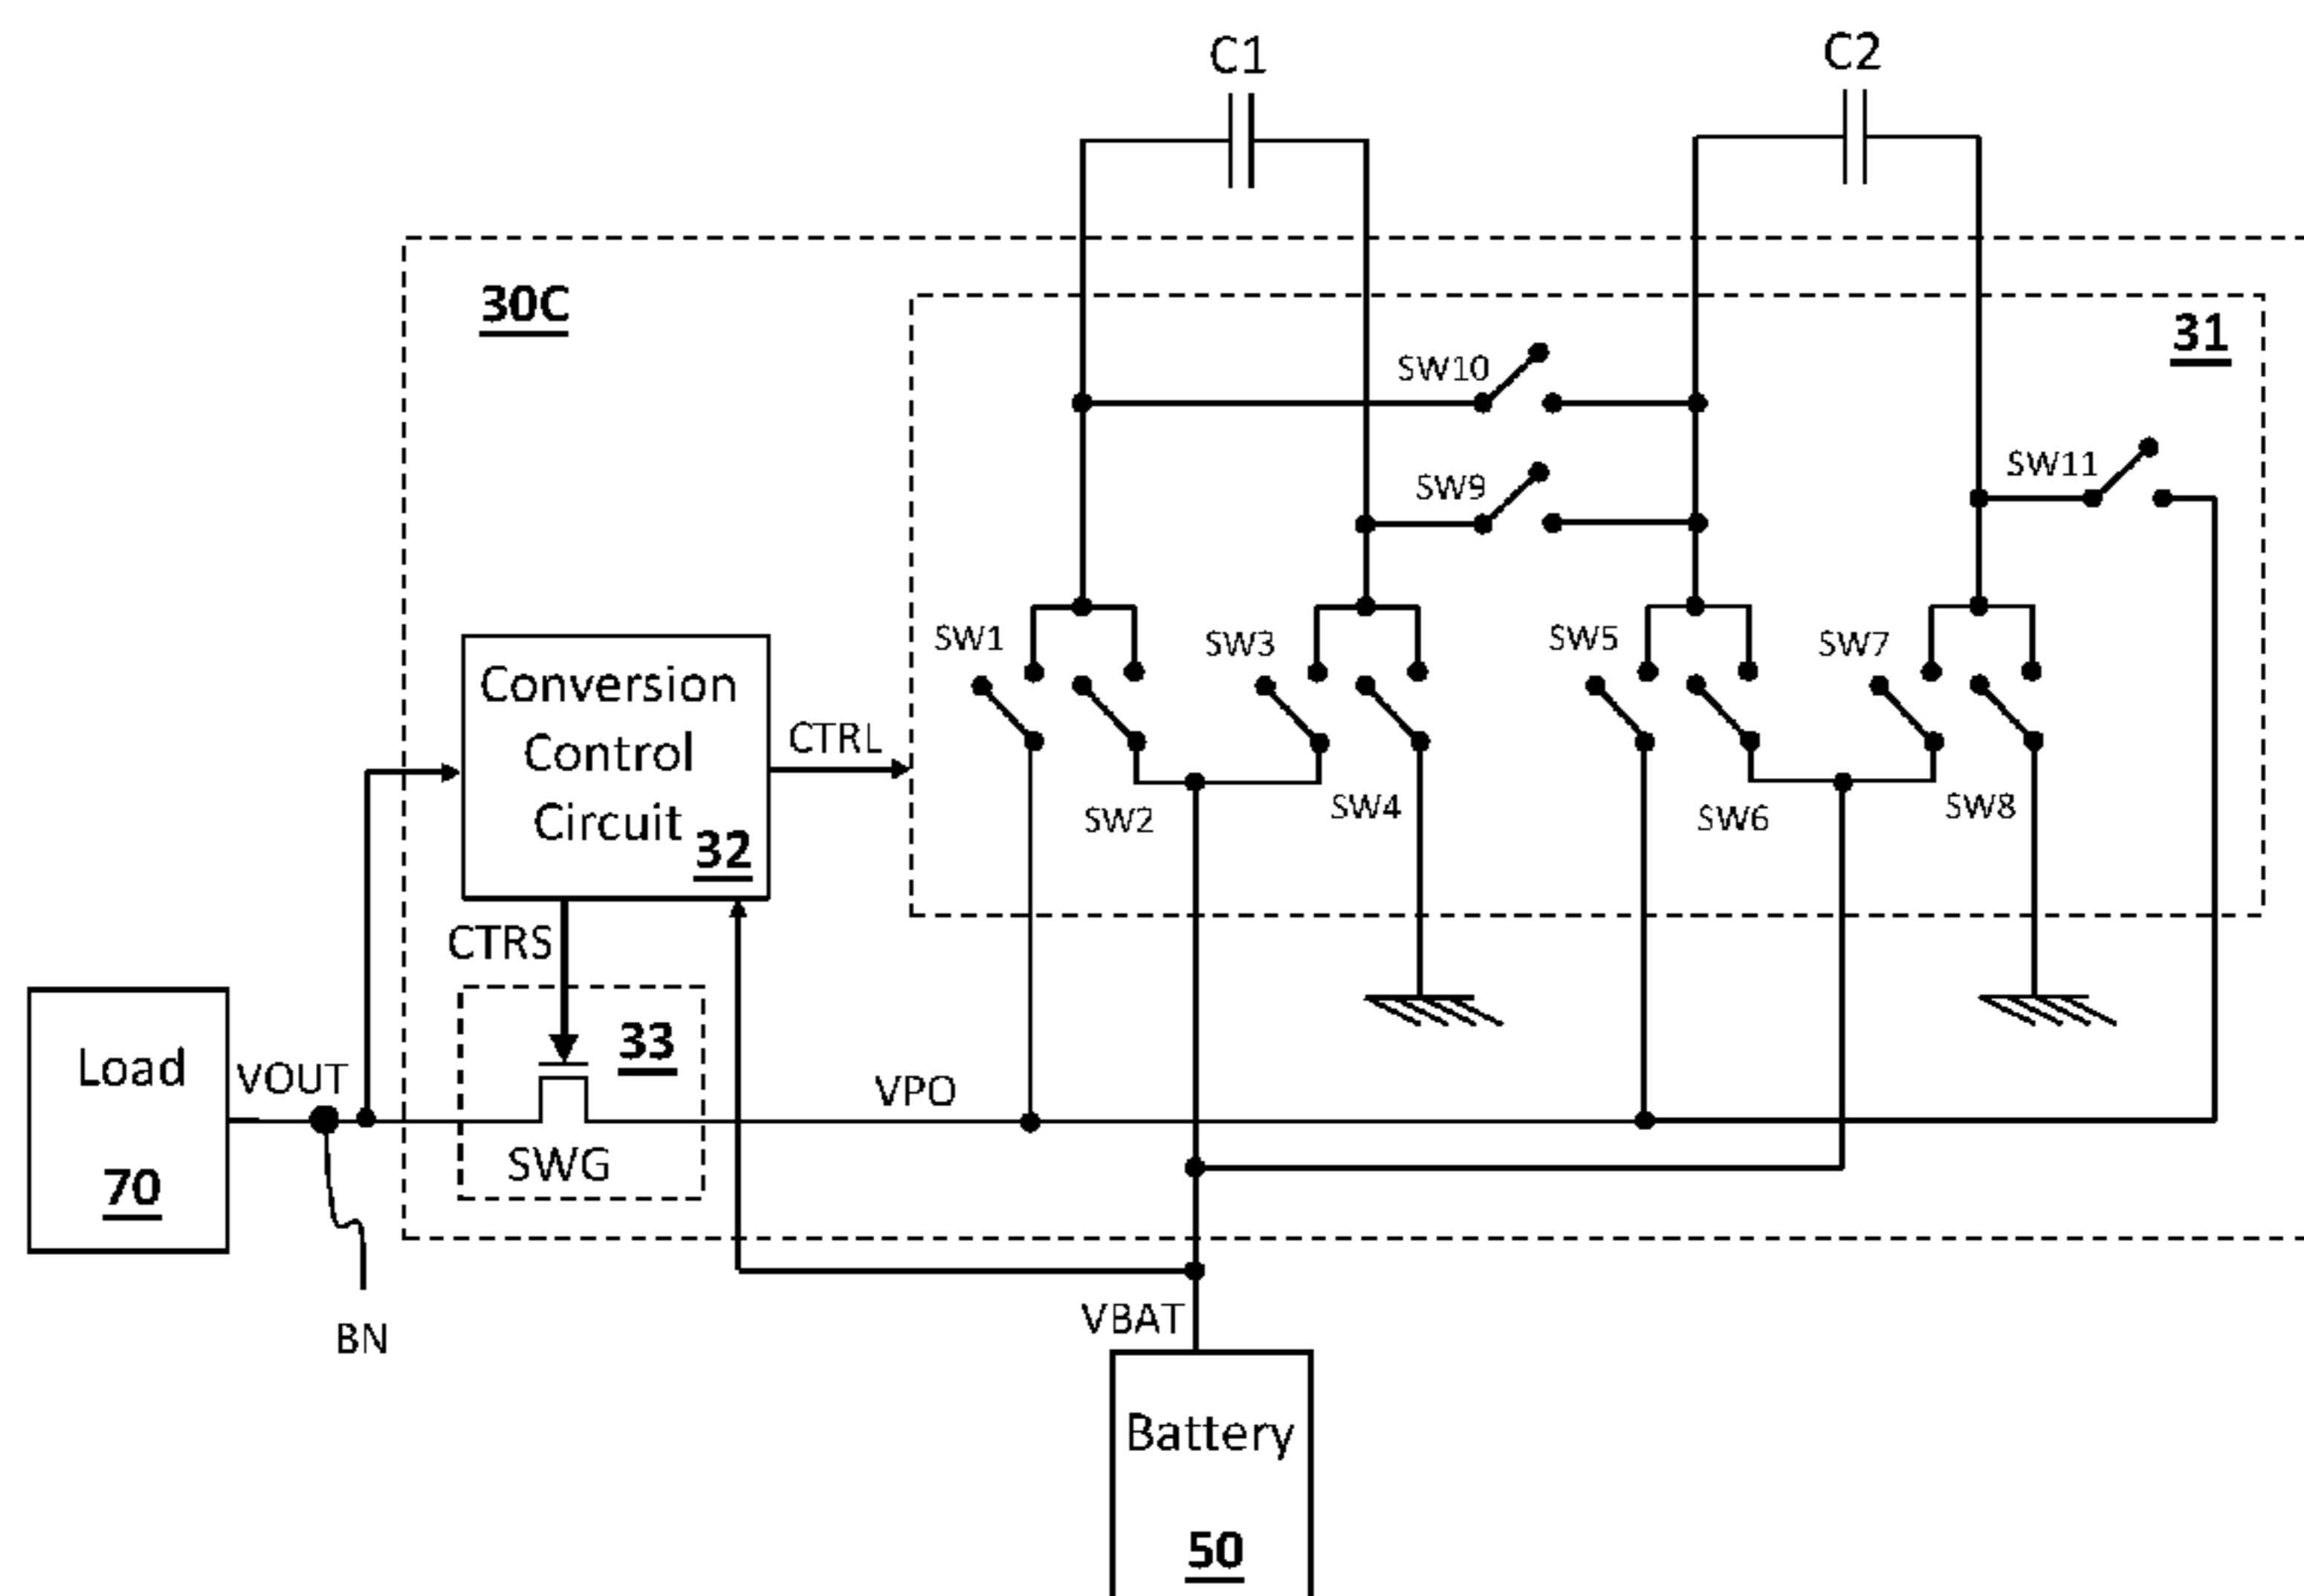 C1
C2
30C
31
SW10
SW9
SW11
SW1
SW3
SW5
SW7
Conversion
Control
Circuit
32
CTRL
SW2
SW4
SW6
SW8
CTRS
33
Load
70
VOUT
VPO
SWG
BN
VBAT
Battery
50